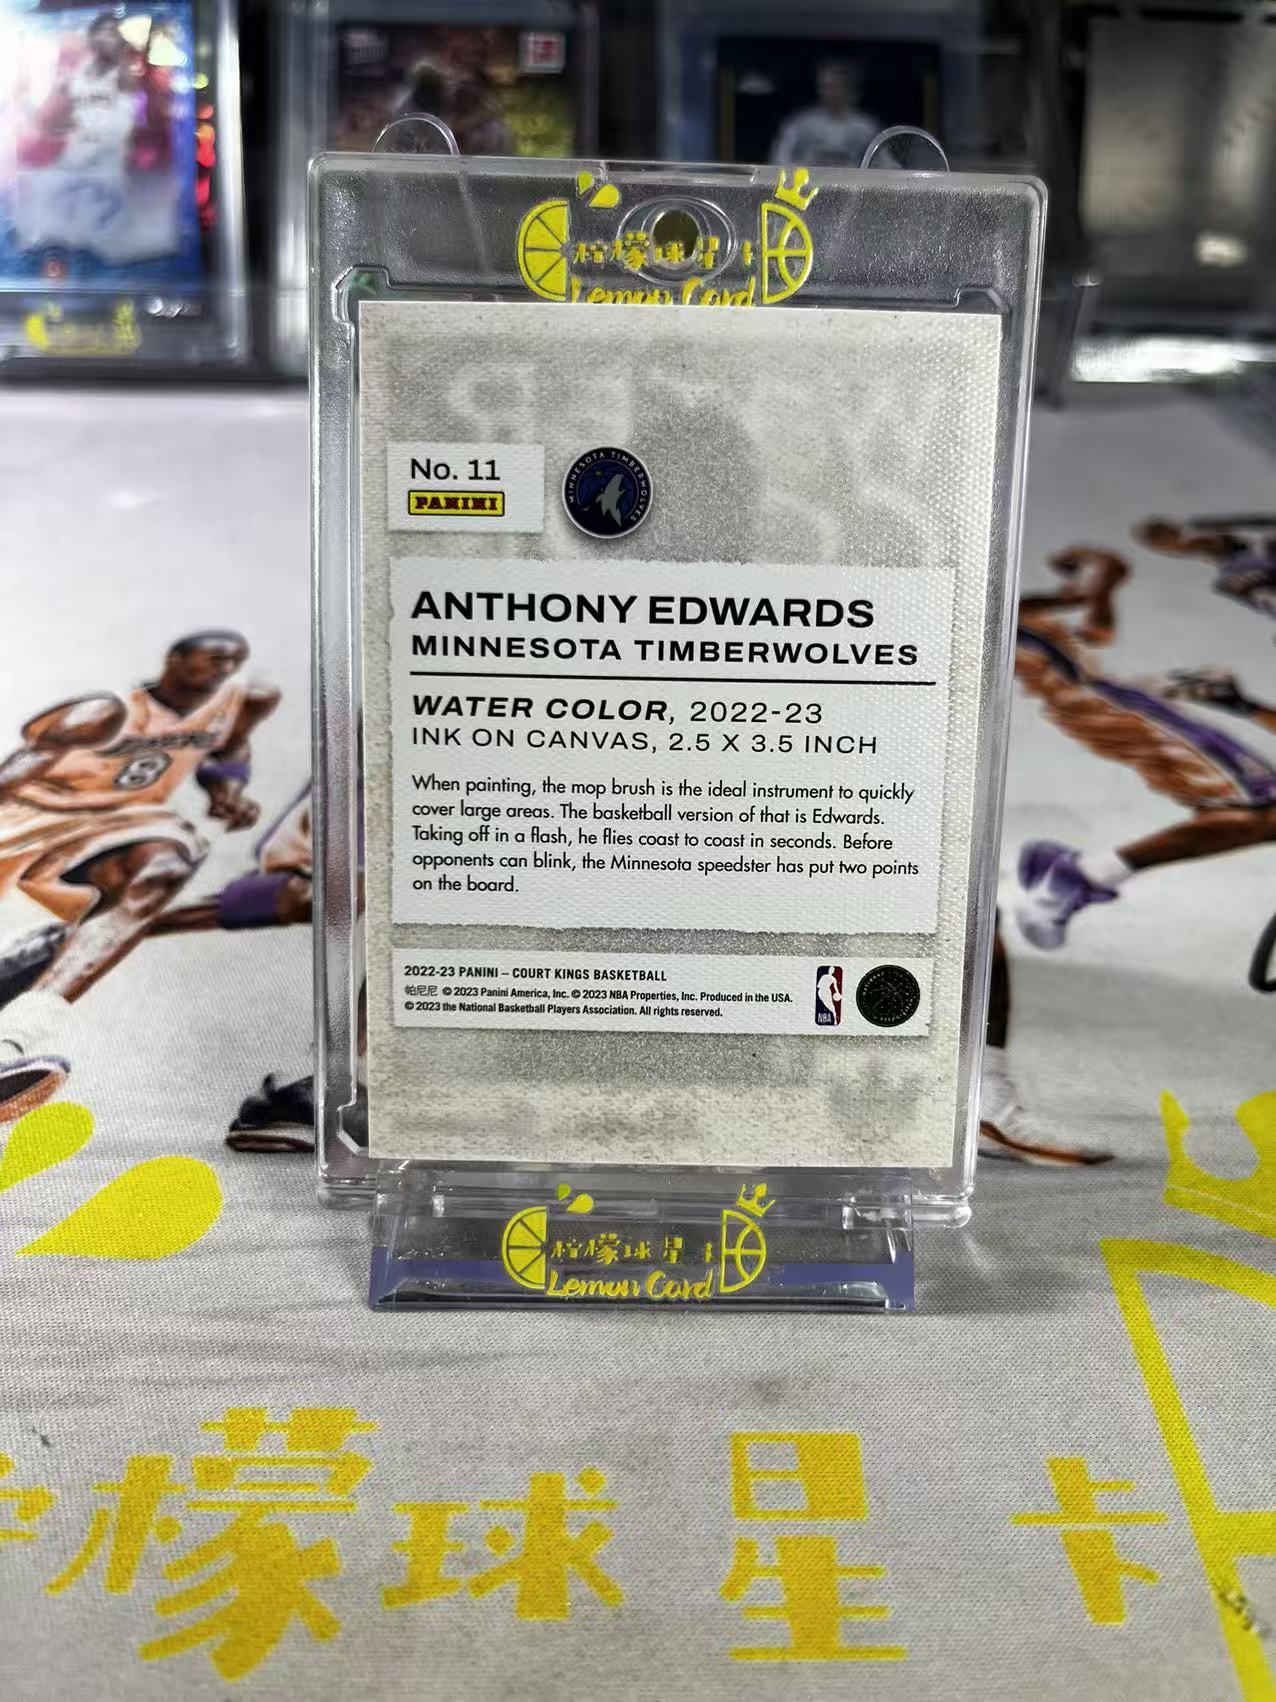 柠檬球星卡
Lemon Card
No. 11
PANINI
MINNESOTA TIMBERWOLVES
ANTHONY EDWARDS
MINNESOTA TIMBERWOLVES
WATER COLOR, 2022-23
INK ON CANVAS, 2.5 X 3.5 INCH
When painting, the mop brush is the ideal instrument to quickly
cover large areas. The basketball version of that is Edwards.
Taking off in a flash, he flies coast to coast in seconds. Before
opponents can blink, the Minnesota speedster has put two points
on the board.
2022-23 PANINI – COURT KINGS BASKETBALL
帕尼尼 © 2023 Panini America, Inc. © 2023 NBA Properties, Inc. Produced in the USA.
© 2023 the National Basketball Players Association. All rights reserved.
NBA
8
柠檬球星卡
Lemon Card
柠檬球星卡